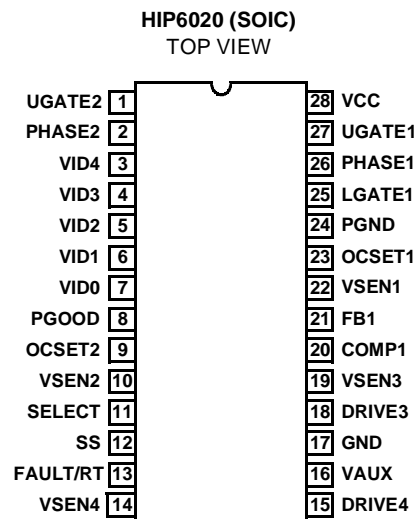 HIP6020 (SOIC)
TOP VIEW
UGATE2 1 28 VCC
PHASE2 2 27 UGATE1
VID4 3 26 PHASE1
VID3 4 25 LGATE1
VID2 5 24 PGND
VID1 6 23 OCSET1
VID0 7 22 VSEN1
PGOOD 8 21 FB1
OCSET2 9 20 COMP1
VSEN2 10 19 VSEN3
SELECT 11 18 DRIVE3
SS 12 17 GND
FAULT/RT 13 16 VAUX
VSEN4 14 15 DRIVE4